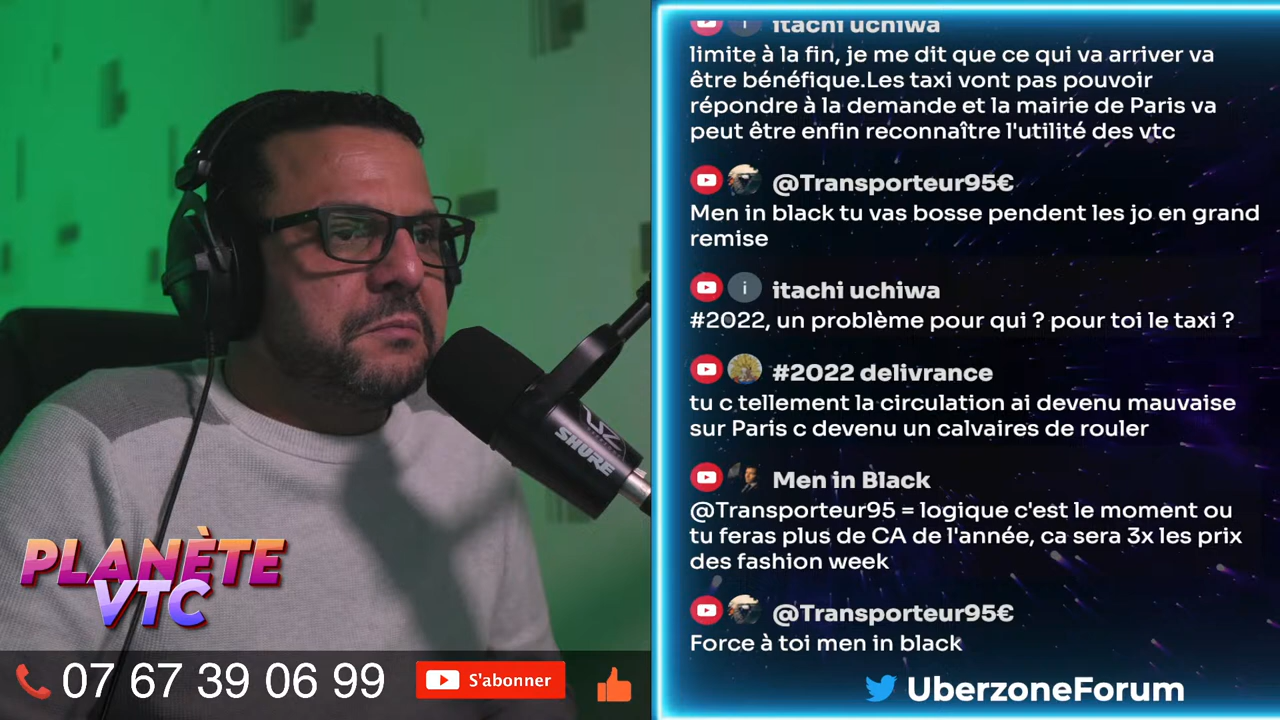 itachi uchiwa
limite à la fin, je me dit que ce qui va arriver va
être bénéfique.Les taxi vont pas pouvoir
répondre à la demande et la mairie de Paris va
peut être enfin reconnaître l'utilité des vtc
@Transporteur95€
Men in black tu vas bosse pendent les jo en grand
remise
i itachi uchiwa
#2022, un problème pour qui ? pour toi le taxi ?
#2022 delivrance
tu c tellement la circulation ai devenu mauvaise
sur Paris c devenu un calvaires de rouler
Men in Black
@Transporteur95 = logique c'est le moment ou
tu feras plus de CA de l'année, ca sera 3x les prix
des fashion week
@Transporteur95€
Force à toi men in black
UberzoneForum
SHURE
PLANÈTE
VTC
07 67 39 06 99
S'abonner